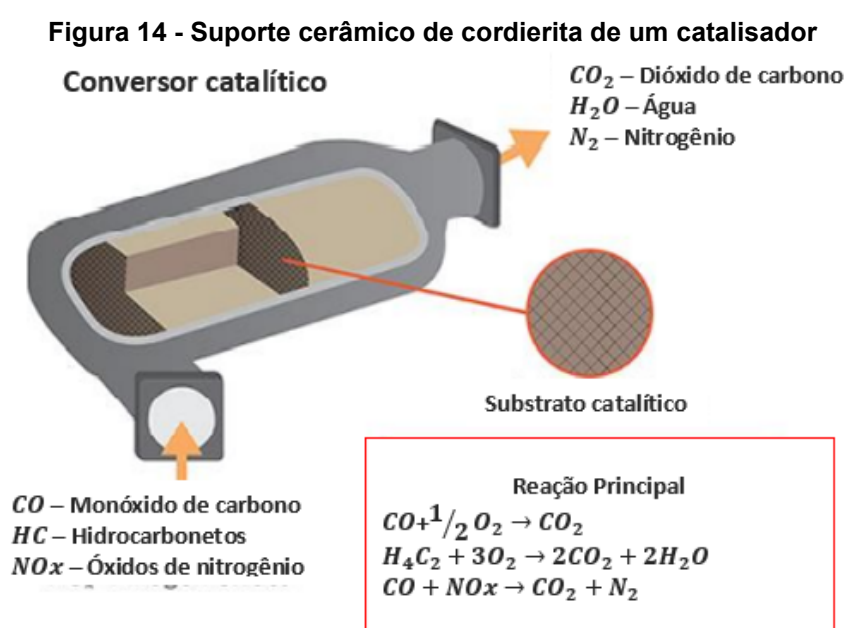 Figura 14 - Suporte cerâmico de cordierita de um catalisador
Conversor catalítico
CO₂ – Dióxido de carbono
H₂O – Água
N₂ – Nitrogênio
Substrato catalítico
CO – Monóxido de carbono
HC – Hidrocarbonetos
NOx – Óxidos de nitrogênio
Reação Principal
CO+1/2 O₂ → CO₂
H₄C₂ + 3O₂ → 2CO₂ + 2H₂O
CO + NOx → CO₂ + N₂